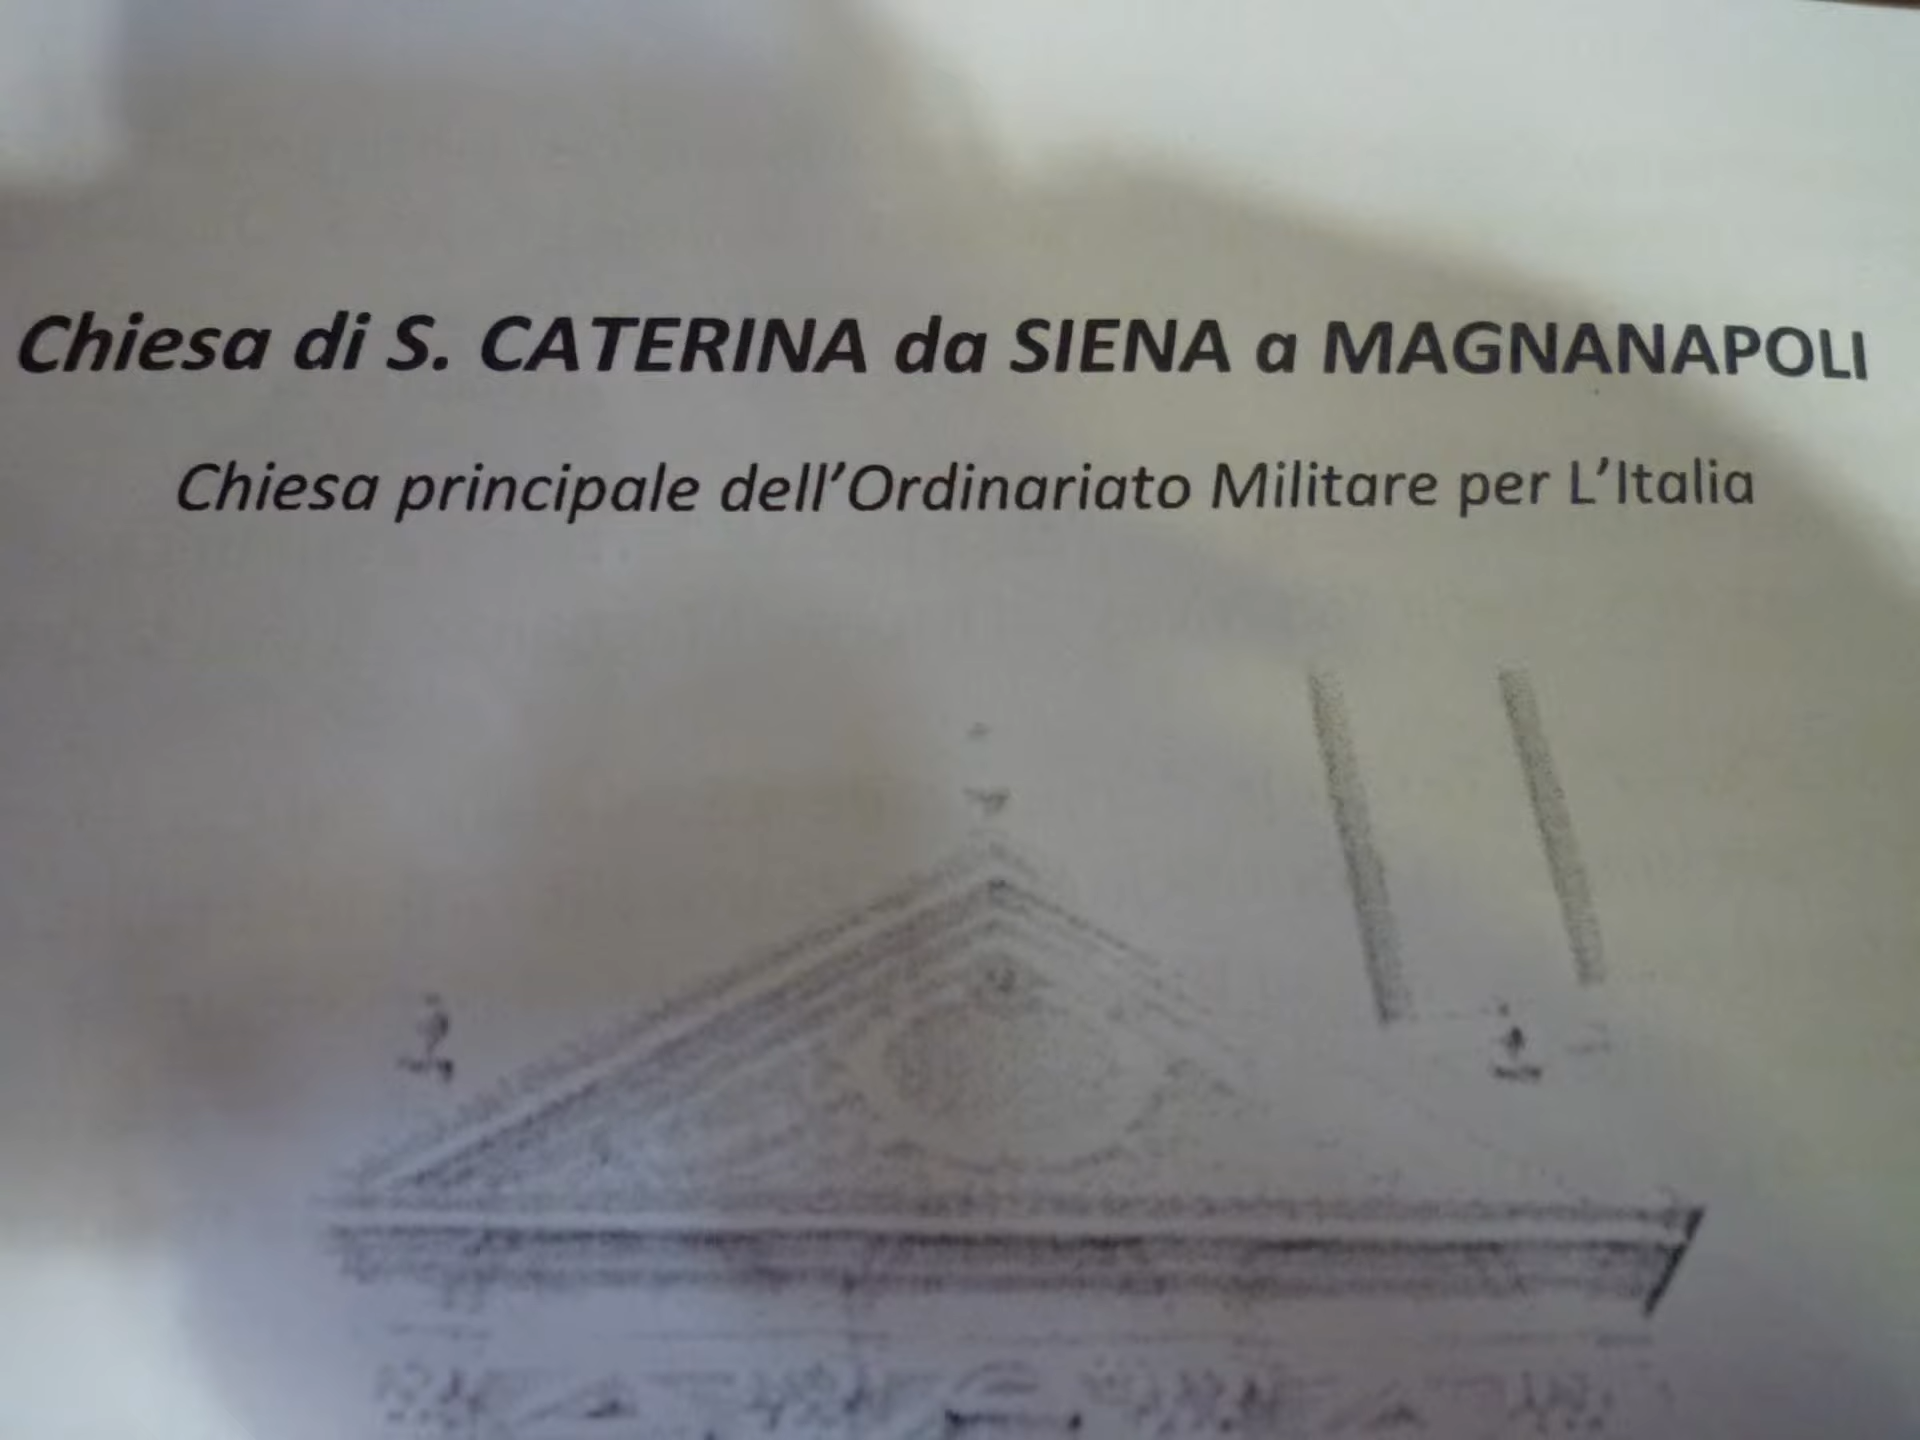 Chiesa di S. CATERINA da SIENA a MAGNANAPOLI
Chiesa principale dell’Ordinariato Militare per L’Italia